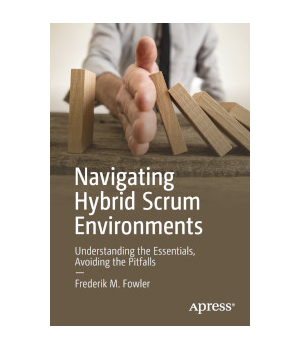 Navigating
Hybrid Scrum
Environments
Understanding the Essentials,
Avoiding the Pitfalls
—
Frederik M. Fowler
Apress®